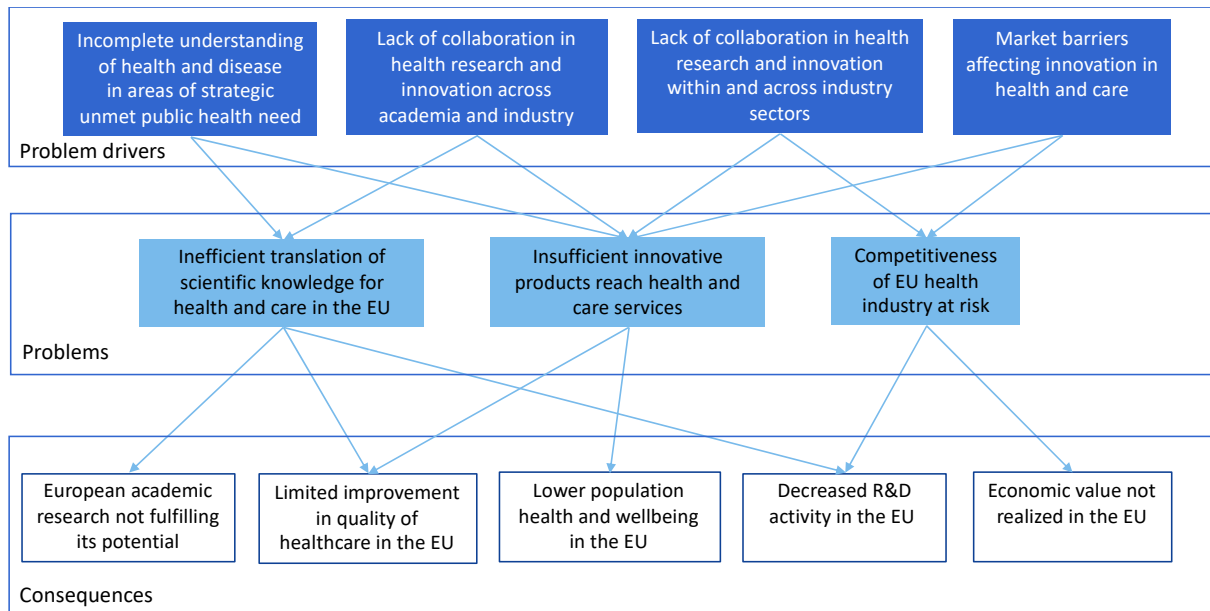 Incomplete understanding
of health and disease
in areas of strategic
unmet public health need
Lack of collaboration in
health research and
innovation across
academia and industry
Lack of collaboration in health
research and innovation
within and across industry
sectors
Market barriers
affecting innovation in
health and care
Problem drivers
Inefficient translation of
scientific knowledge for
health and care in the EU
Insufficient innovative
products reach health and
care services
Competitiveness
of EU health
industry at risk
Problems
European academic
research not fulfilling
its potential
Limited improvement
in quality of
healthcare in the EU
Lower population
health and wellbeing
in the EU
Decreased R&D
activity in the EU
Economic value not
realized in the EU
Consequences